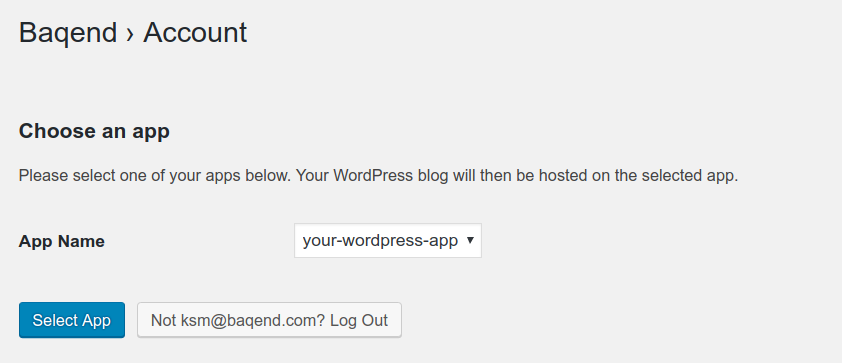 Baqend › Account
Choose an app
Please select one of your apps below. Your WordPress blog will then be hosted on the selected app.
App Name your-wordpress-app
Select App Not ksm@baqend.com? Log Out